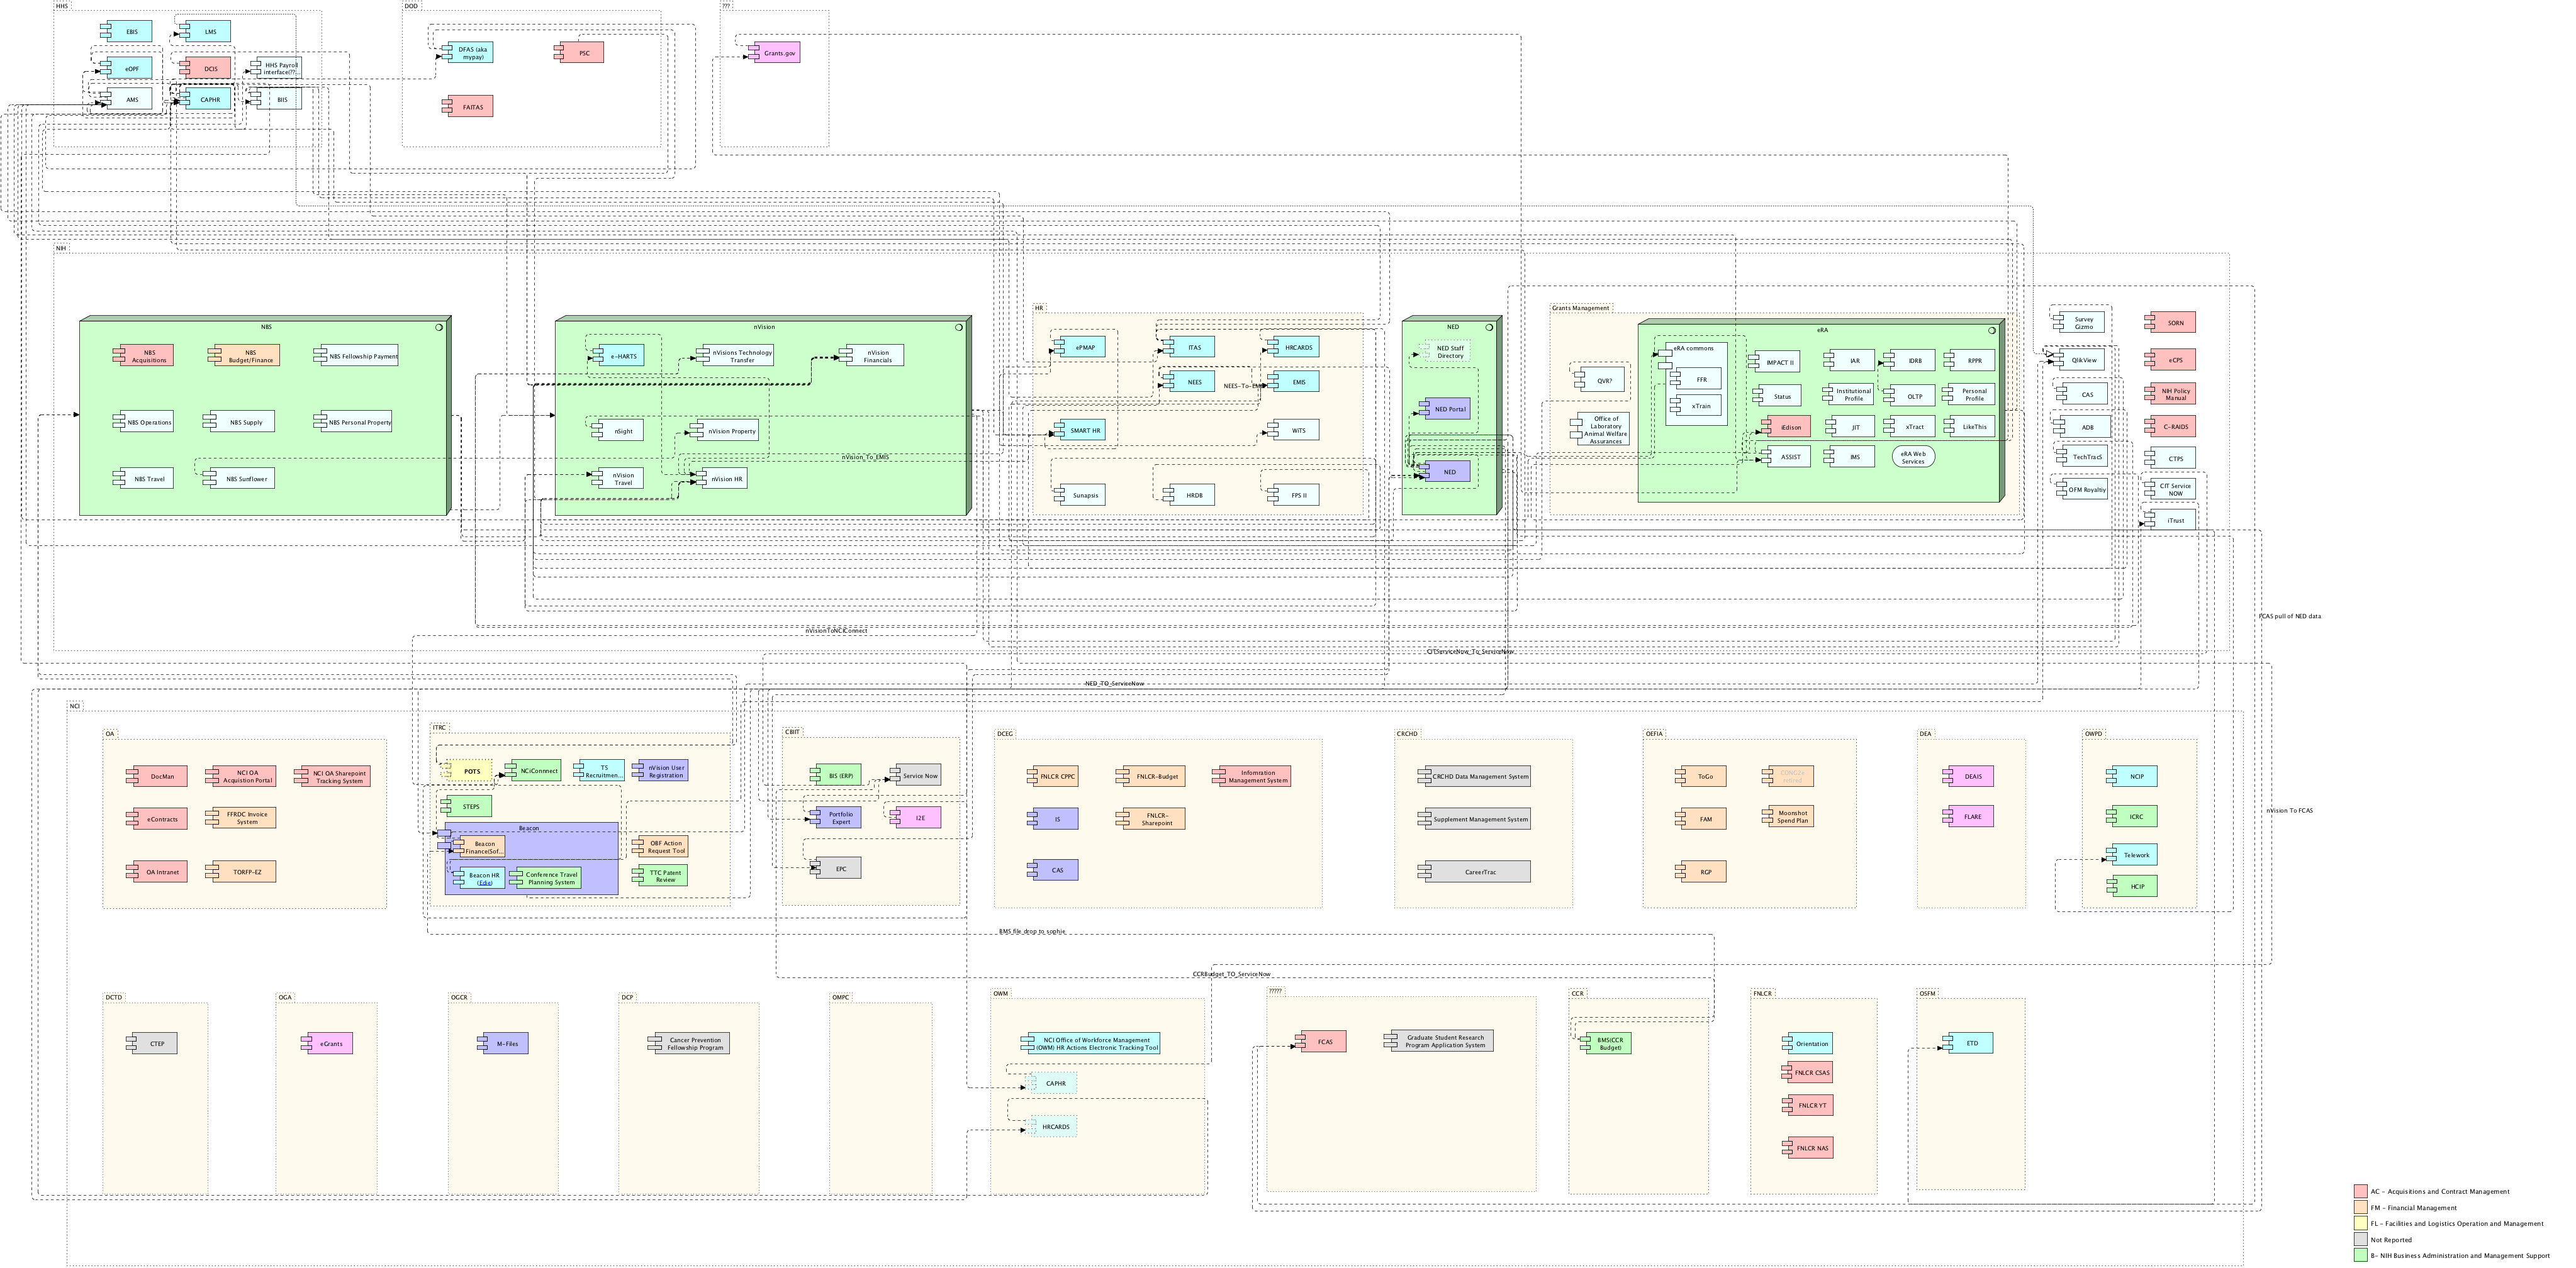 HHS
DOD
???
EBIS
LMS
eOPF
DCIS
HHS Payroll
interface(??...
AMS
CAPHR
BIIS
DFAS (aka
mypay)
PSC
FAITAS
Grants.gov
NIH
NBS
NBS
Acquisitions
NBS
Budget/Finance
NBS Fellowship Payment
NBS Operations
NBS Supply
NBS Personal Property
NBS Travel
NBS Sunflower
nVision
e-HARTS
nVisions Technology
Transfer
nVision
Financials
nSight
nVision Property
nVision_To_EMIS
nVision
Travel
nVision HR
HR
ePMAP
ITAS
HRCARDS
NEES
NEES-To-EMIS
EMIS
SMART HR
WITS
Sunapsis
HRDB
FPS II
NED
NED Staff
Directory
NED Portal
NED
Grants Management
QVR?
Office of
Laboratory
Animal Welfare
Assurances
eRA
eRA commons
FFR
xTrain
IMPACT II
IAR
IDRB
RPPR
Status
Institutional
Profile
OLTP
Personal
Profile
iEdison
JIT
xTract
LikeThis
ASSIST
IMS
eRA Web
Services
Survey
Gizmo
SORN
QlikView
eCPS
CAS
NIH Policy
Manual
ADB
C-RAIDS
TechTracS
CTPS
OFM Royaltiy
CIT Service
NOW
iTrust
FCAS pull of NED data
nVisionToNCIConnect
CITServiceNow_To_ServiceNow
NED_TO_ServiceNow
NCI
OA
DocMan
NCI OA
Acquistion Portal
NCI OA Sharepoint
Tracking System
eContracts
FFRDC Invoice
System
OA Intranet
TORFP-EZ
ITRC
POTS
NCIConnnect
TS
Recruitmen...
nVision User
Registration
STEPS
Beacon
Beacon
Finance(Sof...
OBF Action
Request Tool
Beacon HR
(Edie)
Conference Travel
Planning System
TTC Patent
Review
CBIIT
BIS (ERP)
Service Now
Portfolio
Expert
I2E
EPC
DCEG
FNLCR CPPC
FNLCR-Budget
Infomration
Management System
IS
FNLCR-
Sharepoint
CAS
CRCHD
CRCHD Data Management System
Supplement Management System
CareerTrac
OEFIA
ToGo
FAM
Moonshot
Spend Plan
RGP
DEA
DEAIS
FLARE
OWPD
NCIP
ICRC
Telework
HCIP
nVision To FCAS
BMS file drop to sophie
CCRBudget_TO_ServiceNow
DCTD
CTEP
OGA
eGrants
OGCR
M-Files
DCP
Cancer Prevention
Fellowship Program
OMPC
OWM
NCI Office of Workforce Management
(OWM) HR Actions Electronic Tracking Tool
CAPHR
HRCARDS
?????
FCAS
Graduate Student Research
Program Application System
CCR
BMS(CCR
Budget)
FNLCR
Orientation
FNLCR CSAS
FNLCR YT
FNLCR NAS
OSFM
ETD
AC - Acquisitions and Contract Management
FM - Financial Management
FL - Facilities and Logistics Operation and Management
Not Reported
B- NIH Business Administration and Management Support